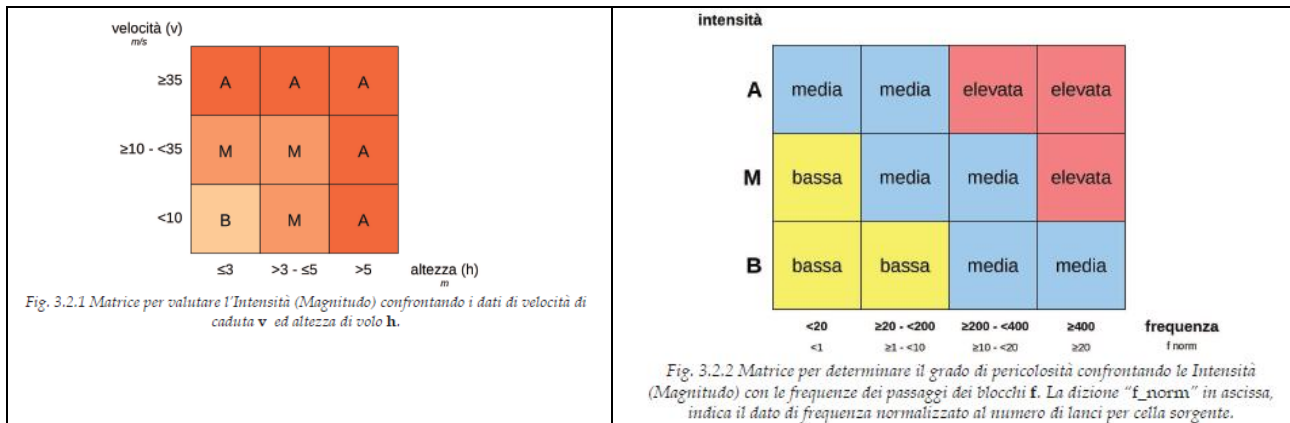 velocità (v)
m/s
≥35 A A A
≥10 - <35 M M A
<10 B M A
≤3 >3 - ≤5 >5 altezza (h)
m
Fig. 3.2.1 Matrice per valutare l'Intensità (Magnitudo) confrontando i dati di velocità di
caduta v ed altezza di volo h.
intensità
A media media elevata elevata
M bassa media media elevata
B bassa bassa media media
<20 ≥20 - <200 ≥200 - <400 ≥400 frequenza
<1 ≥1 - <10 ≥10 - <20 ≥20 f norm
Fig. 3.2.2 Matrice per determinare il grado di pericolosità confrontando le Intensità
(Magnitudo) con le frequenze dei passaggi dei blocchi f. La dizione "f_norm" in ascissa,
indica il dato di frequenza normalizzato al numero di lanci per cella sorgente.